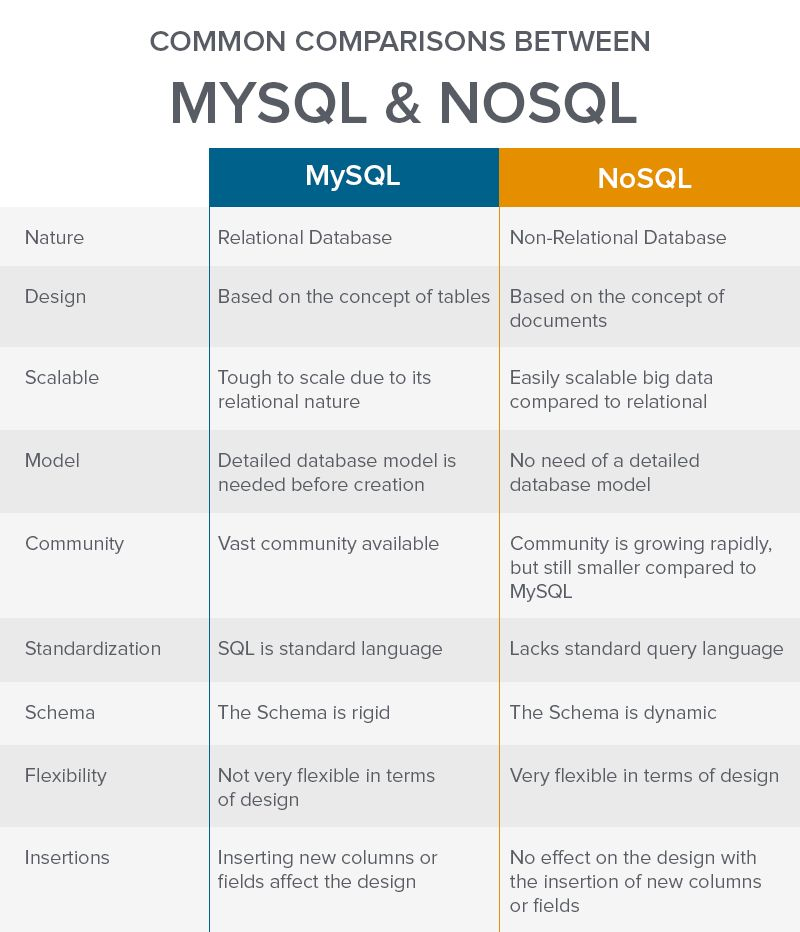 COMMON COMPARISONS BETWEEN
MYSQL & NOSQL
MySQL
NoSQL
Nature
Relational Database
Non-Relational Database
Design
Based on the concept of tables
Based on the concept of
documents
Scalable
Tough to scale due to its
relational nature
Easily scalable big data
compared to relational
Model
Detailed database model is
needed before creation
No need of a detailed
database model
Community
Vast community available
Community is growing rapidly,
but still smaller compared to
MySQL
Standardization
SQL is standard language
Lacks standard query language
Schema
The Schema is rigid
The Schema is dynamic
Flexibility
Not very flexible in terms
of design
Very flexible in terms of design
Insertions
Inserting new columns or
fields affect the design
No effect on the design with
the insertion of new columns
or fields